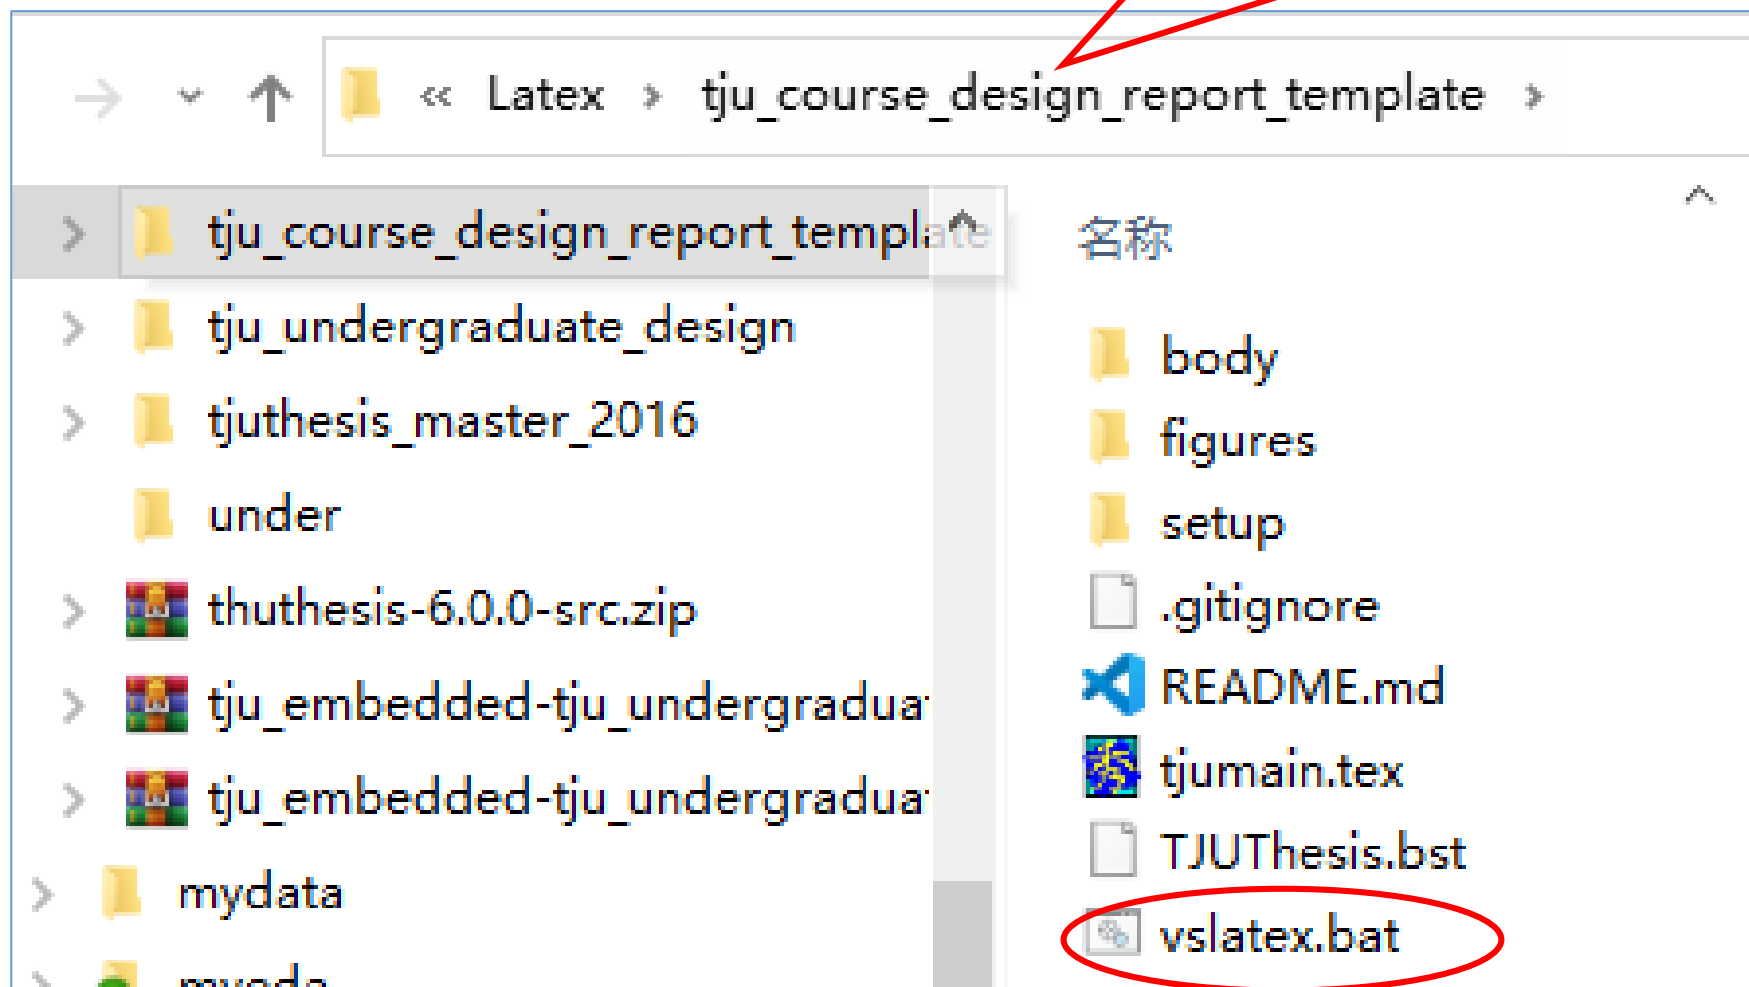 « Latex › tju_course_design_report_template ›
tju_course_design_report_template
tju_undergraduate_design
tjuthesis_master_2016
under
thuthesis-6.0.0-src.zip
tju_embedded-tju_undergradua
tju_embedded-tju_undergradua
mydata
名称
body
figures
setup
.gitignore
README.md
tjumain.tex
TJUThesis.bst
vslatex.bat